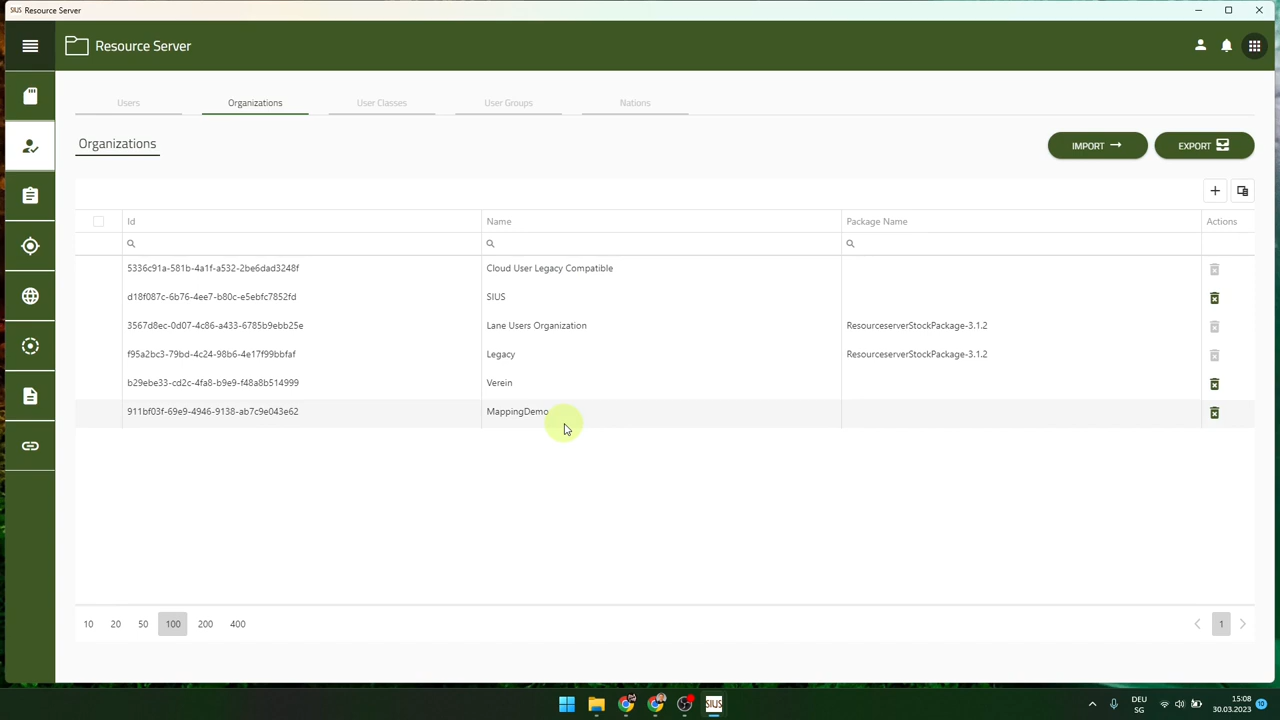 SIUS Resource Server
Resource Server
Users Organizations User Classes User Groups Nations
Organizations
IMPORT EXPORT
Id Name Package Name Actions
5336c91a-581b-4a1f-a532-2be6dad3248f Cloud User Legacy Compatible
d18f087c-6b76-4ee7-b80c-e5ebfc7852fd SIUS
3567d8ec-0d07-4c86-a433-6785b9ebb25e Lane Users Organization ResourceserverStockPackage-3.1.2
f95a2bc3-79bd-4c24-98b6-4e17f99bbfaf Legacy ResourceserverStockPackage-3.1.2
b29ebe33-cd2c-4fa8-b9e9-f48a8b514999 Verein
911bf03f-69e9-4946-9138-ab7c9e043e62 MappingDemo
10 20 50 100 200 400 1
SIUS
DEU 15:08
SG 30.03.2023 10